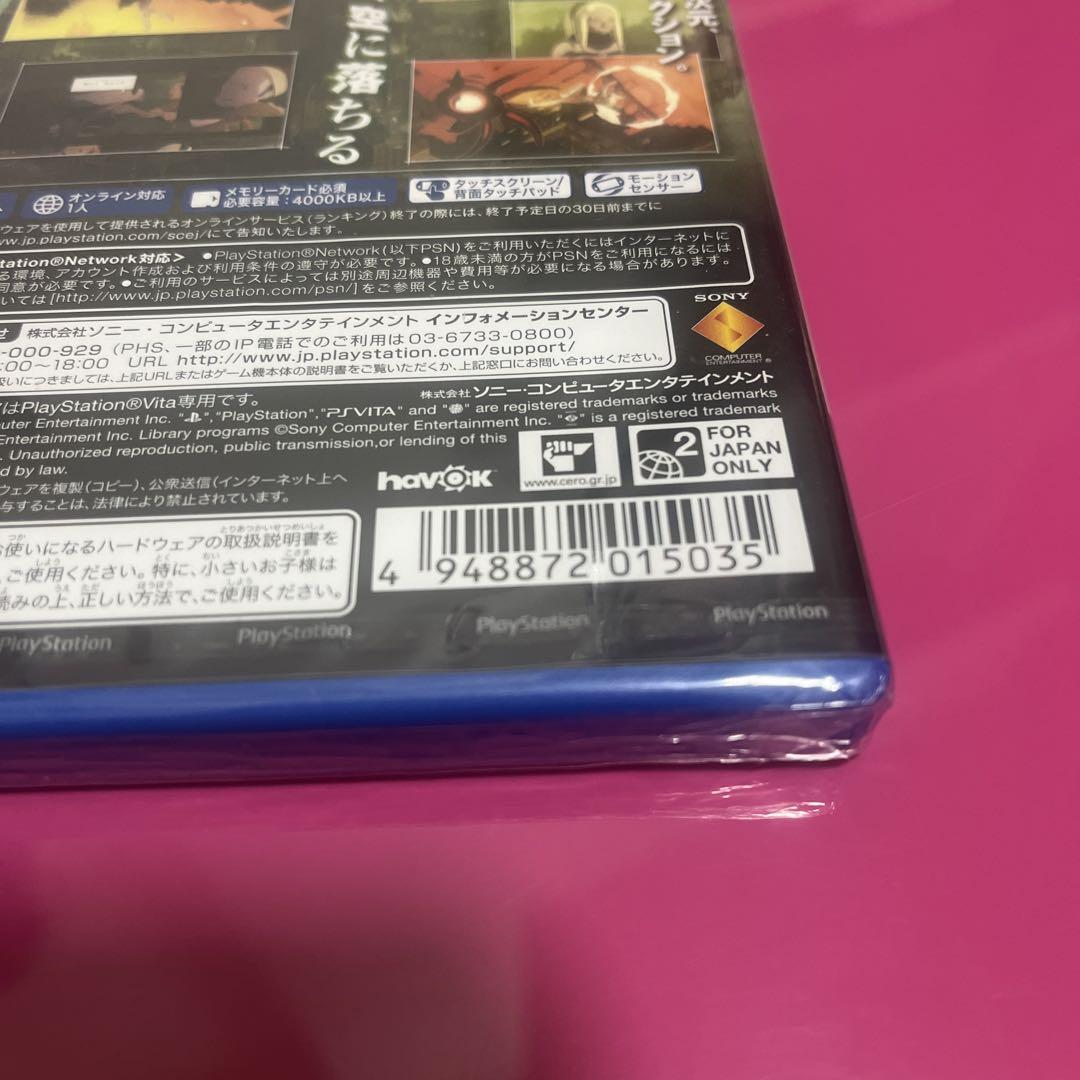 空に落ちる
次元、
クション。
オンライン対応
1人
メモリーカード必須
必要容量:4000KB以上
タッチスクリーン/
背面タッチパッド
モーション
センサー
ウェアを使用して提供されるオンラインサービス(ランキング)終了の際には、終了予定日の30日前までに
ww.jp.playstation.com/scej/にて告知いたします。
tation®Network対応> ●PlayStation®Network(以下PSN)をご利用いただくにはインターネットに
る環境、アカウント作成および利用条件の遵守が必要です。●18歳未満の方がPSNをご利用になるには
同意が必要です。●ご利用のサービスによっては別途周辺機器や費用等が必要になる場合があります。
いては[http://www.jp.playstation.com/psn/]をご参照ください。
せ 株式会社ソニー・コンピュータエンタテインメント インフォメーションセンター
-000-929 (PHS、一部のIP電話でのご利用は03-6733-0800)
:00~18:00 URL http://www.jp.playstation.com/support/
扱いにつきましては、上記URLまたはゲーム機本体の説明書をご覧いただくか、上記窓口にお問い合わせください。
SONY
COMPUTER
ENTERTAINMENT®
株式会社ソニー・コンピュータエンタテインメント
はPlayStation®Vita専用です。
uter Entertainment Inc. "PlayStation", "PSVITA" and are registered trademarks or trademarks
Entertainment Inc. Library programs ©Sony Computer Entertainment Inc. is a registered trademark
. Unauthorized reproduction, public transmission,or lending of this
d by law.
ウェアを複製(コピー)、公衆送信(インターネット上へ
与することは、法律により禁止されています。
havok
www.cero.gr.jp
2
FOR
JAPAN
ONLY
とりあつかいせつめいしょ
お使いになるハードウェアの取扱説明書を
、ご使用ください。特に、小さいお子様は
読みの上、正しい方法で、ご使用ください。
4 948872 015035
PlayStation PlayStation PlayStation PlayStation